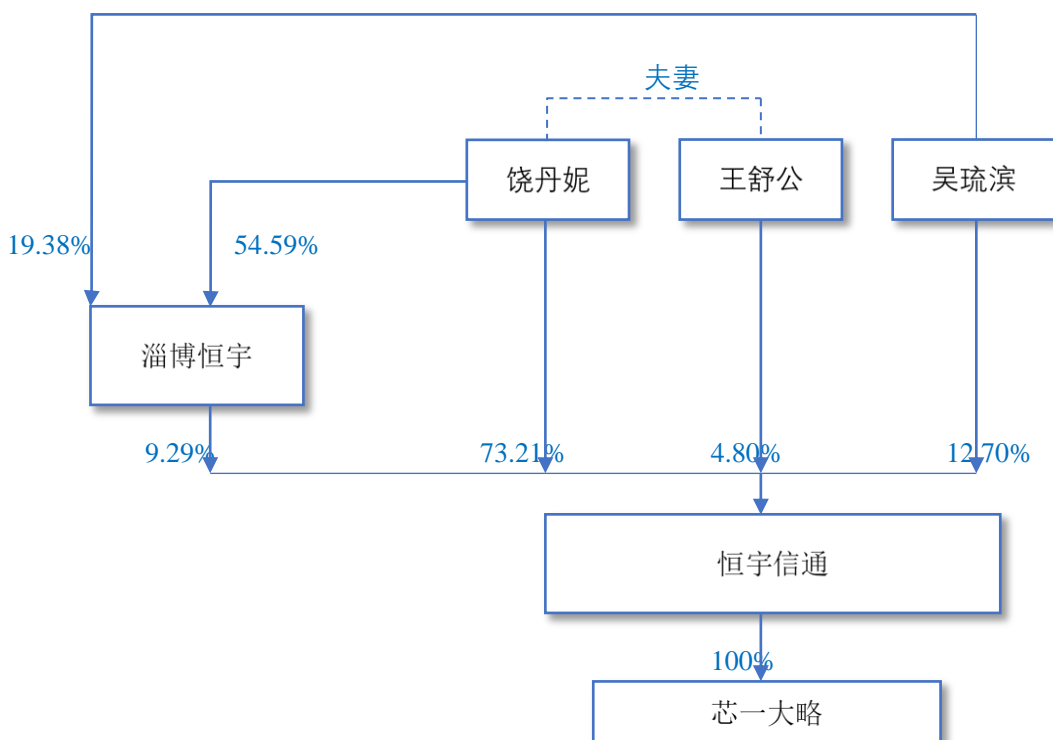 夫妻
饶丹妮
王舒公
吴琉滨
19.38%
54.59%
淄博恒宇
9.29%
73.21%
4.80%
12.70%
恒宇信通
100%
芯一大略